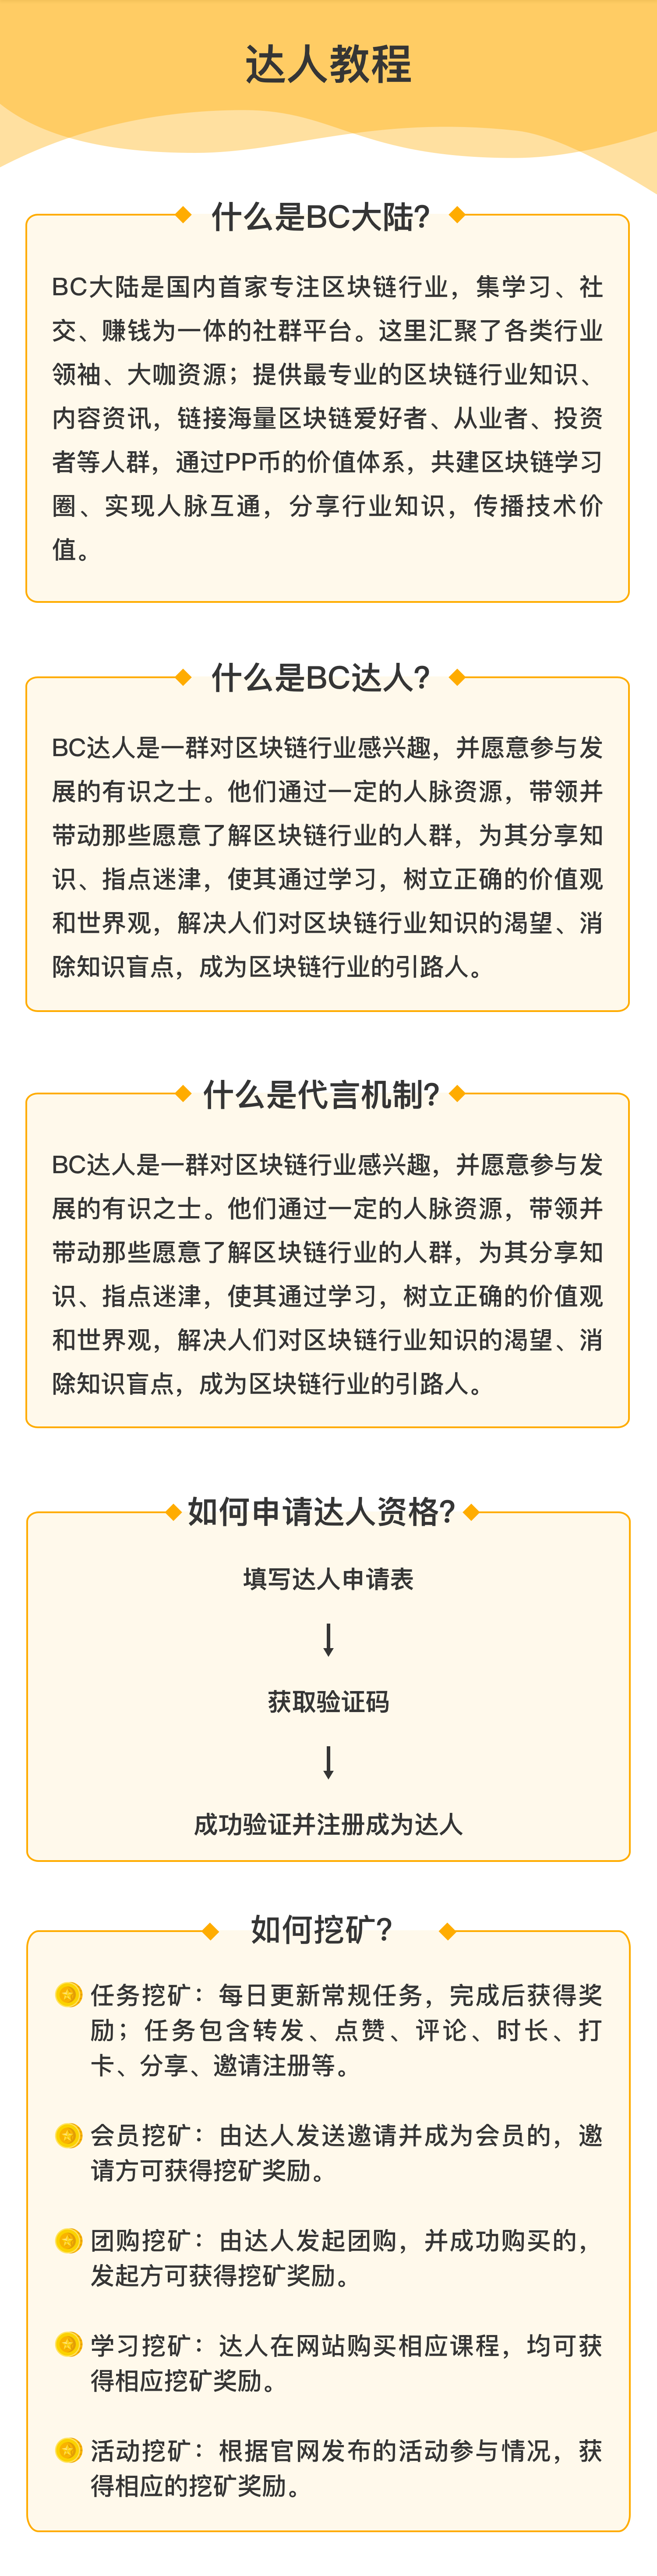 达人教程
什么是BC大陆?
BC大陆是国内首家专注区块链行业，集学习、社
交、赚钱为一体的社群平台。这里汇聚了各类行业
领袖、大咖资源；提供最专业的区块链行业知识、
内容资讯，链接海量区块链爱好者、从业者、投资
者等人群，通过PP币的价值体系，共建区块链学习
圈、实现人脉互通，分享行业知识，传播技术价
值。
什么是BC达人?
BC达人是一群对区块链行业感兴趣，并愿意参与发
展的有识之士。他们通过一定的人脉资源，带领并
带动那些愿意了解区块链行业的人群，为其分享知
识、指点迷津，使其通过学习，树立正确的价值观
和世界观，解决人们对区块链行业知识的渴望、消
除知识盲点，成为区块链行业的引路人。
什么是代言机制?
BC达人是一群对区块链行业感兴趣，并愿意参与发
展的有识之士。他们通过一定的人脉资源，带领并
带动那些愿意了解区块链行业的人群，为其分享知
识、指点迷津，使其通过学习，树立正确的价值观
和世界观，解决人们对区块链行业知识的渴望、消
除知识盲点，成为区块链行业的引路人。
如何申请达人资格?
填写达人申请表
获取验证码
成功验证并注册成为达人
如何挖矿?
任务挖矿：每日更新常规任务，完成后获得奖
励；任务包含转发、点赞、评论、时长、打
卡、分享、邀请注册等。
会员挖矿：由达人发送邀请并成为会员的，邀
请方可获得挖矿奖励。
团购挖矿：由达人发起团购，并成功购买的，
发起方可获得挖矿奖励。
学习挖矿：达人在网站购买相应课程，均可获
得相应挖矿奖励。
活动挖矿：根据官网发布的活动参与情况，获
得相应的挖矿奖励。